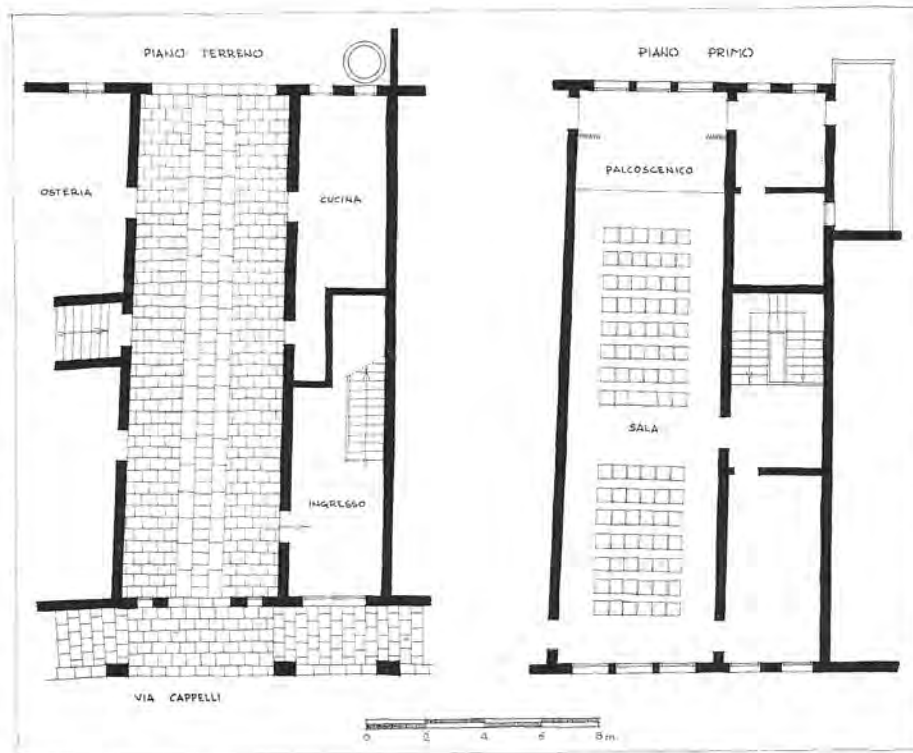 PIANO TERRENO
PIANO PRIMO
OSTERIA
CUCINA
PALCOSCENICO
SALA
INGRESSO
VIA CAPPELLI
0 2 4 6 8 m.